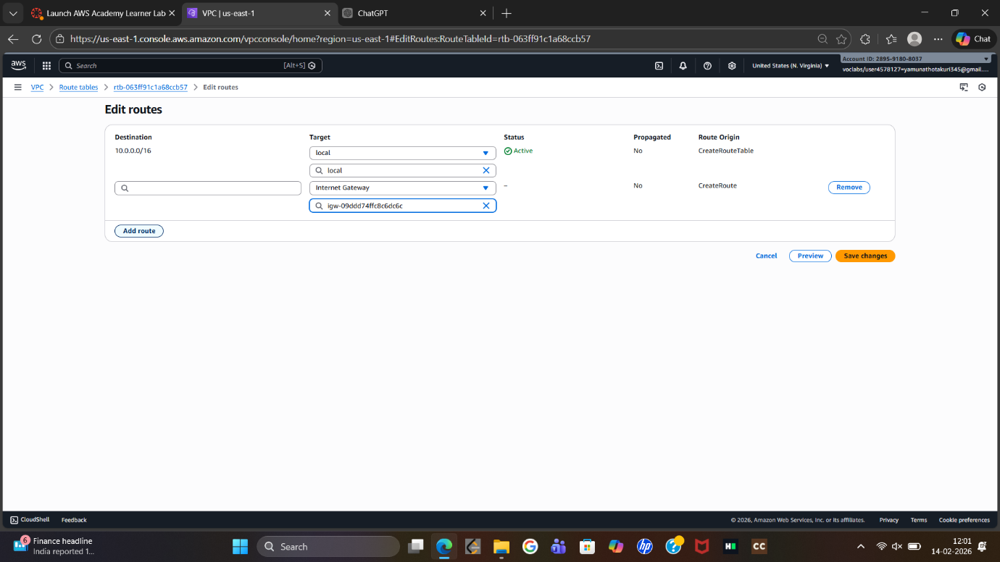 Launch AWS Academy Learner Lab
VPC | us-east-1
ChatGPT
https://us-east-1.console.aws.amazon.com/vpcconsole/home?region=us-east-1#EditRoutes:RouteTableId=rtb-063ff91c1a68ccb57
Chat
aws
Search
[Alt+S]
United States (N. Virginia)
Account ID: 2895-9180-8037
voclabs/user4578127=yamunathotakuri345@gmail....
VPC
Route tables
rtb-063ff91c1a68ccb57
Edit routes
Edit routes
Destination Target Status Propagated Route Origin
10.0.0.0/16 local Active No CreateRouteTable
local
Internet Gateway – No CreateRoute Remove
igw-09ddd74ffc8c6dc6c
Add route
Cancel Preview Save changes
CloudShell Feedback © 2026, Amazon Web Services, Inc. or its affiliates. Privacy Terms Cookie preferences
6
Finance headline
India reported 1...
Search
hp
CC
12:01
14-02-2026